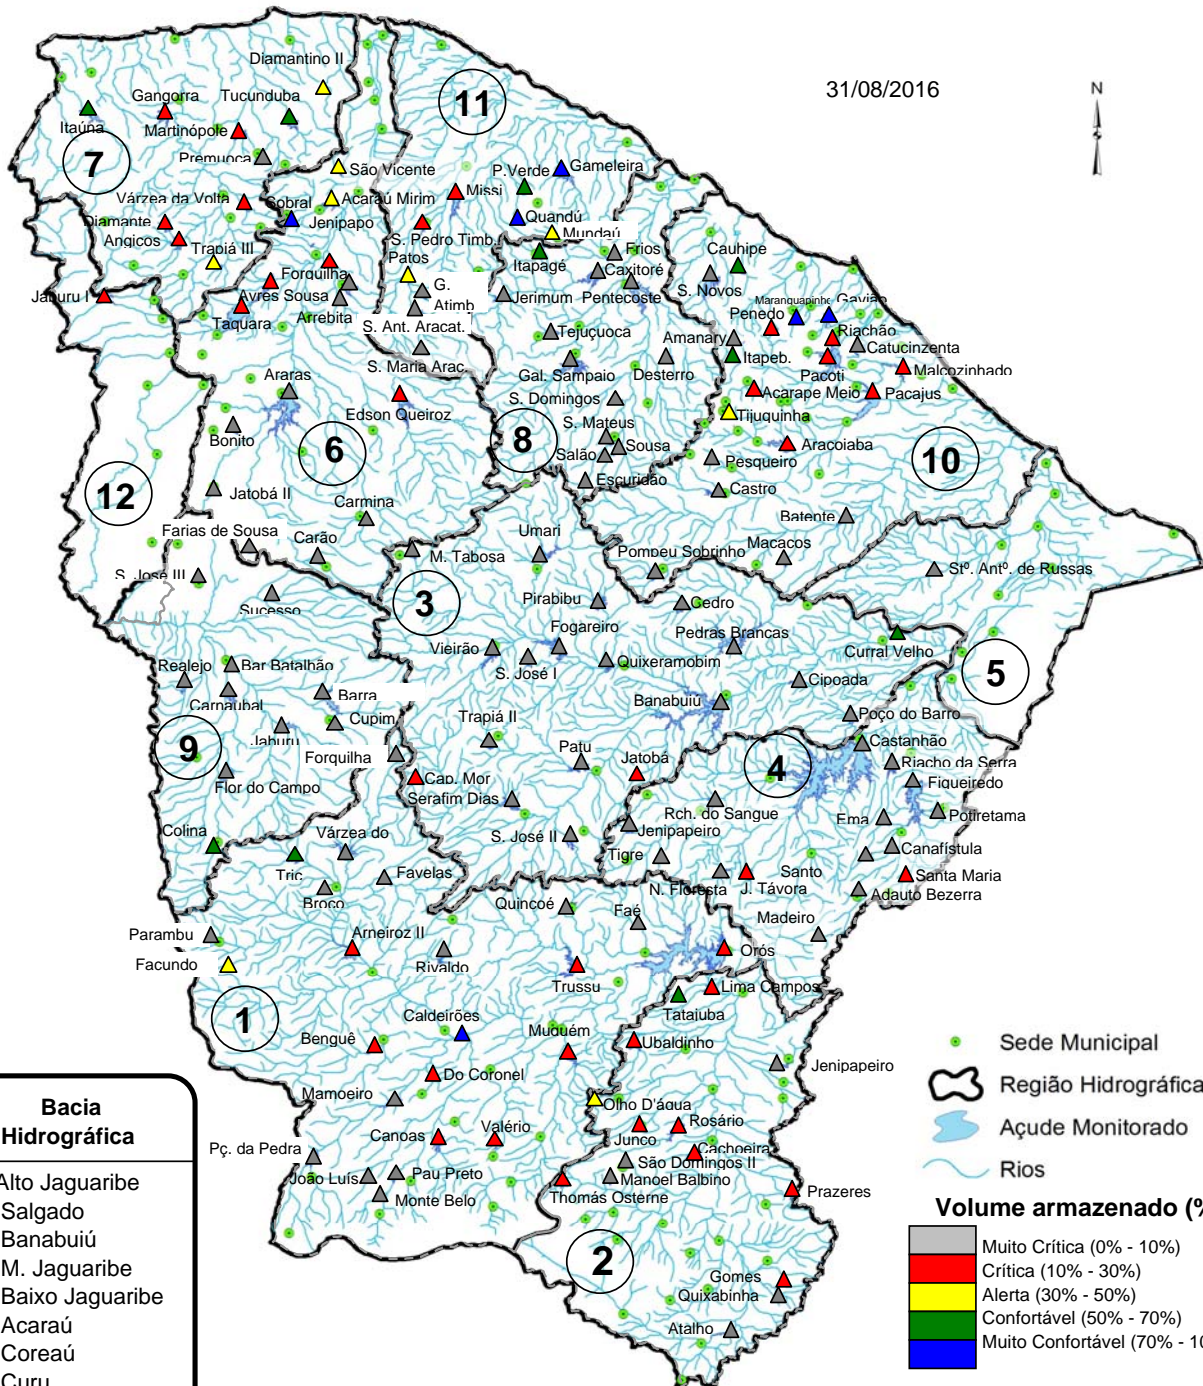 31/08/2016
N
Diamantino II
Gangorra
Tucunduba
Itaúna
Martinópole
Premuoca
7
11
São Vicente
P.Verde
Gameleira
Várzea da Volta
Sobral
Acaraú Mirim
Missi
Diamante
Jenipapo
Quandú
Angicos
S. Pedro Timb.
Mundaú
Trapiá III
Patos
Itapagé
Frios
Cauhipe
Forquilha
Caxitoré
Jaburu I
Ayres Sousa
G.
Jerimum
Pentecoste
S. Novos
Maranguapinho
Gavião
Taquara
Arrebita
Atimb
Penedo
Riachão
S. Ant. Aracat.
Tejuçuoca
Amanary
Catucinzenta
S. Maria Arac.
Itapeb.
Pacoti
Malcozinhado
Araras
Gal. Sampaio
Desterro
Edson Queiroz
S. Domingos
Acarape Meio
Pacajus
Bonito
S. Mateus
Tijuquinha
6
8
Sousa
Aracoiaba
Salão
Pesqueiro
10
12
Jatobá II
Escuridão
Castro
Carmina
Batente
Farias de Sousa
Umari
Carão
M. Tabosa
Pompeu Sobrinho
Macacos
S. José III
Stº. Antº. de Russas
Sucesso
3
Pirabibu
Cedro
Fogareiro
Pedras Brancas
Vieirão
Curral Velho
Realejo
Bar Batalhão
S. José I
Quixeramobim
5
Carnaubal
Barra
Cipoada
Banabuiú
Jaburu
Cupim
Trapiá II
Poço do Barro
9
Forquilha
Patu
Jatobá
4
Castanhão
Riacho da Serra
Flor do Campo
Cap. Mor
Figueiredo
Serafim Dias
Rch. do Sangue
Colina
Várzea do
S. José II
Jenipapeiro
Ema
Potiretama
Tric
Tigre
Canafístula
Favelas
N. Floresta
J. Távora
Santo
Santa Maria
Broco
Quincoé
Faé
Adauto Bezerra
Madeiro
Parambu
Arneiroz II
Facundo
Rivaldo
Trussu
Orós
Lima Campos
1
Caldeirões
Tatajuba
Benguê
Muquém
Ubaldinho
Jenipapeiro
Do Coronel
Mamoeiro
Olho D'água
Canoas
Valério
Junco
Rosário
Pç. da Pedra
Cachoeira
São Domingos II
João Luís
Pau Preto
Manoel Balbino
Monte Belo
Thomás Osterne
Prazeres
2
Gomes
Quixabinha
Atalho
Sede Municipal
Região Hidrográfica
Açude Monitorado
Rios
Volume armazenado (%
Muito Crítica (0% - 10%)
Crítica (10% - 30%)
Alerta (30% - 50%)
Confortável (50% - 70%)
Muito Confortável (70% - 10
Bacia
Hidrográfica
Alto Jaguaribe
Salgado
Banabuiú
M. Jaguaribe
Baixo Jaguaribe
Acaraú
Coreaú
Curu